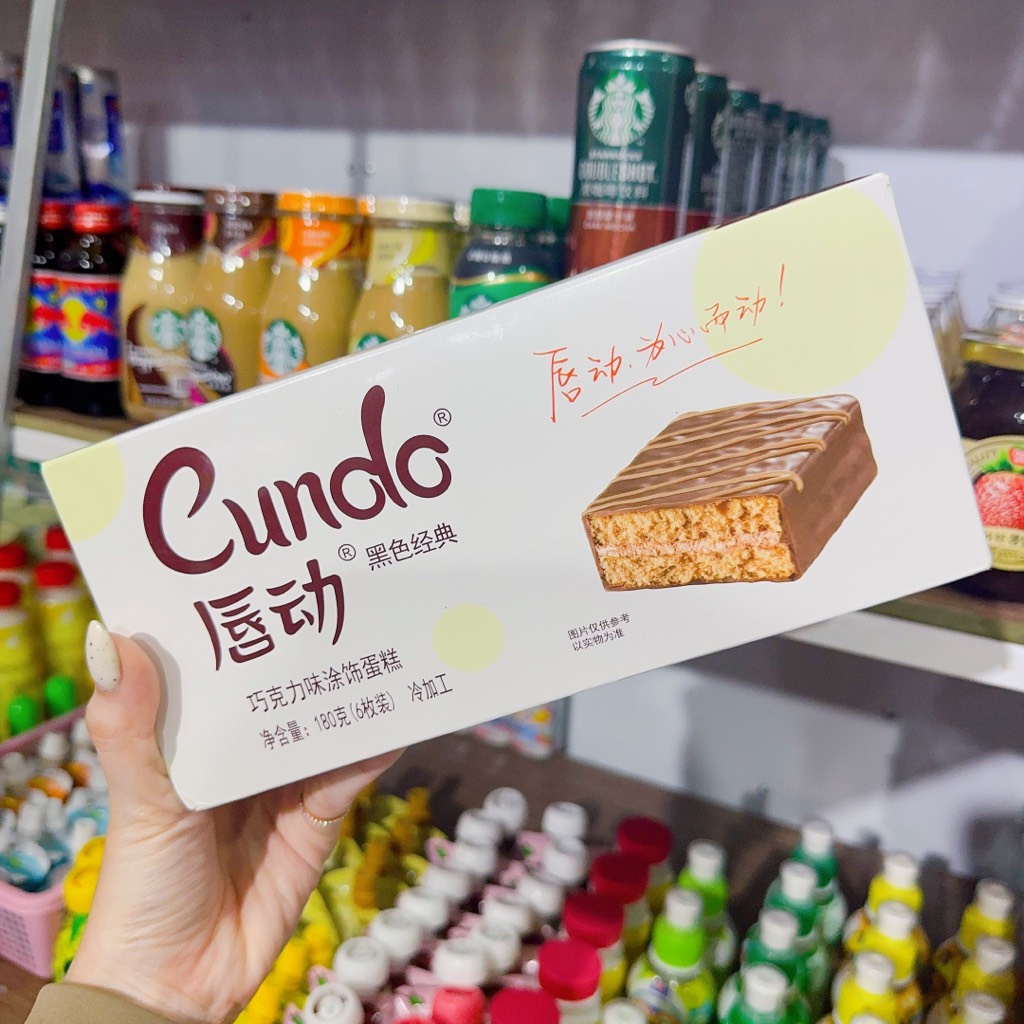 Cundo®
唇动® 黑色经典
巧克力味涂饰蛋糕
净含量：180克(6枚装) 冷加工
唇动.为心而动!
图片仅供参考
以实物为准
DOUBLESHOT